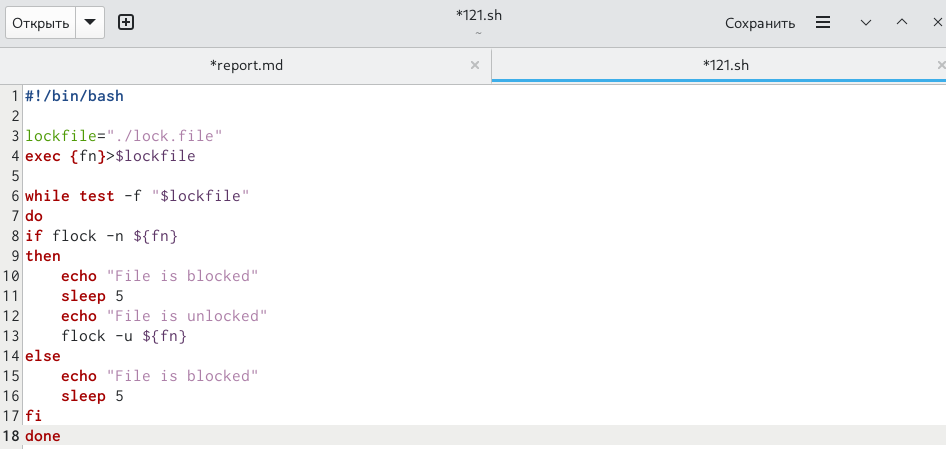 Открыть
*121.sh
~
Сохранить
*report.md
*121.sh
1 #!/bin/bash
2
3 lockfile="./lock.file"
4 exec {fn}>$lockfile
5
6 while test -f "$lockfile"
7 do
8 if flock -n ${fn}
9 then
10     echo "File is blocked"
11     sleep 5
12     echo "File is unlocked"
13     flock -u ${fn}
14 else
15     echo "File is blocked"
16     sleep 5
17 fi
18 done